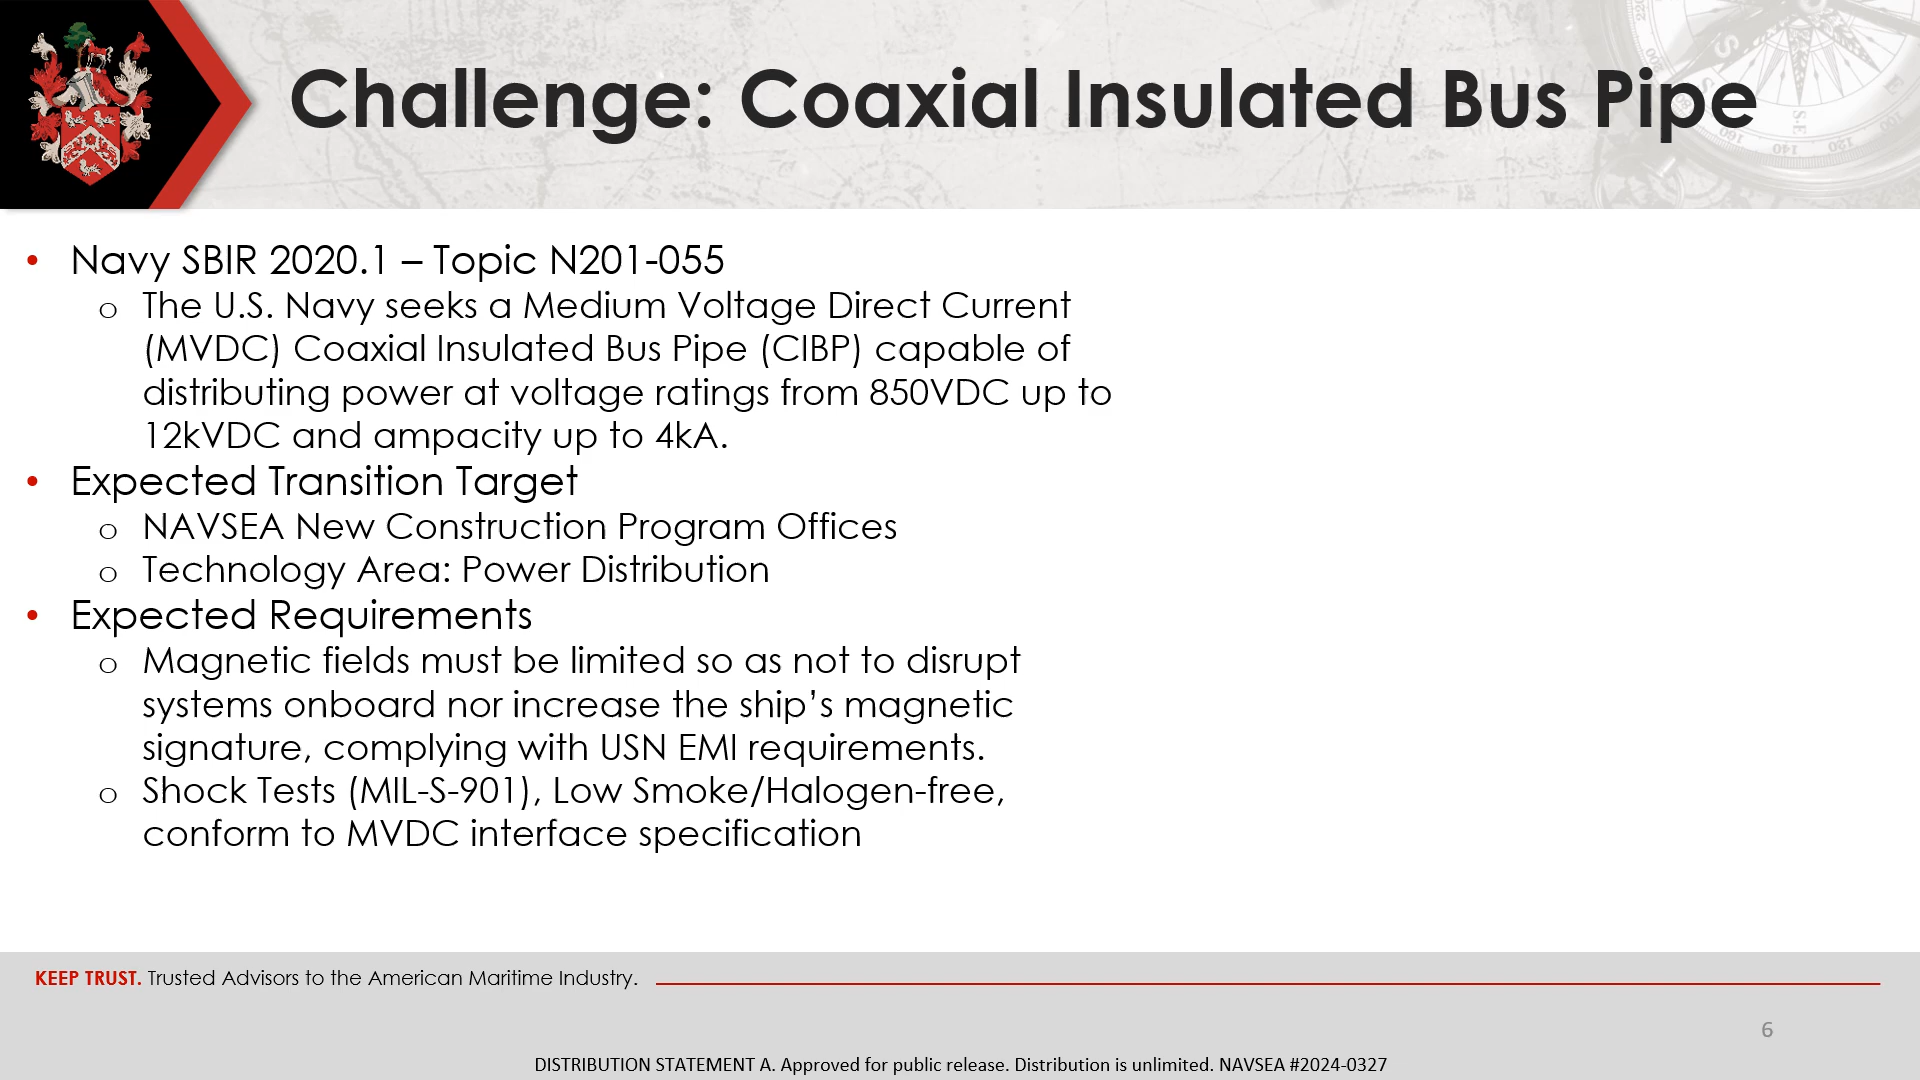 Challenge: Coaxial Insulated Bus Pipe
• Navy SBIR 2020.1 – Topic N201-055
o The U.S. Navy seeks a Medium Voltage Direct Current
(MVDC) Coaxial Insulated Bus Pipe (CIBP) capable of
distributing power at voltage ratings from 850VDC up to
12kVDC and ampacity up to 4kA.
• Expected Transition Target
o NAVSEA New Construction Program Offices
o Technology Area: Power Distribution
• Expected Requirements
o Magnetic fields must be limited so as not to disrupt
systems onboard nor increase the ship’s magnetic
signature, complying with USN EMI requirements.
o Shock Tests (MIL-S-901), Low Smoke/Halogen-free,
conform to MVDC interface specification
KEEP TRUST. Trusted Advisors to the American Maritime Industry.
6
DISTRIBUTION STATEMENT A. Approved for public release. Distribution is unlimited. NAVSEA #2024-0327